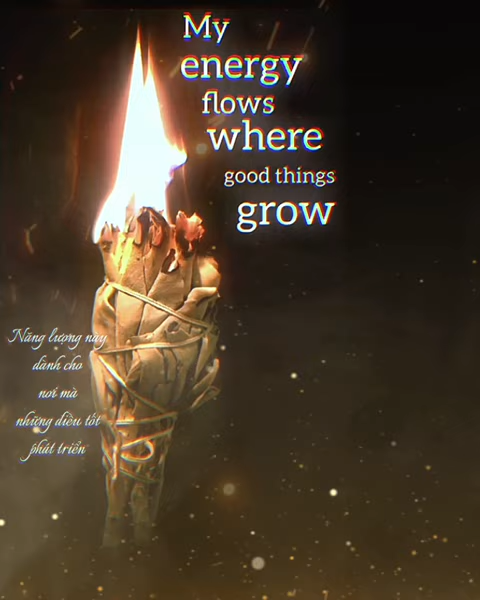 My
energy
flows
where
good things
grow
Năng lượng này
dành cho
nơi mà
những điều tốt
phát triển